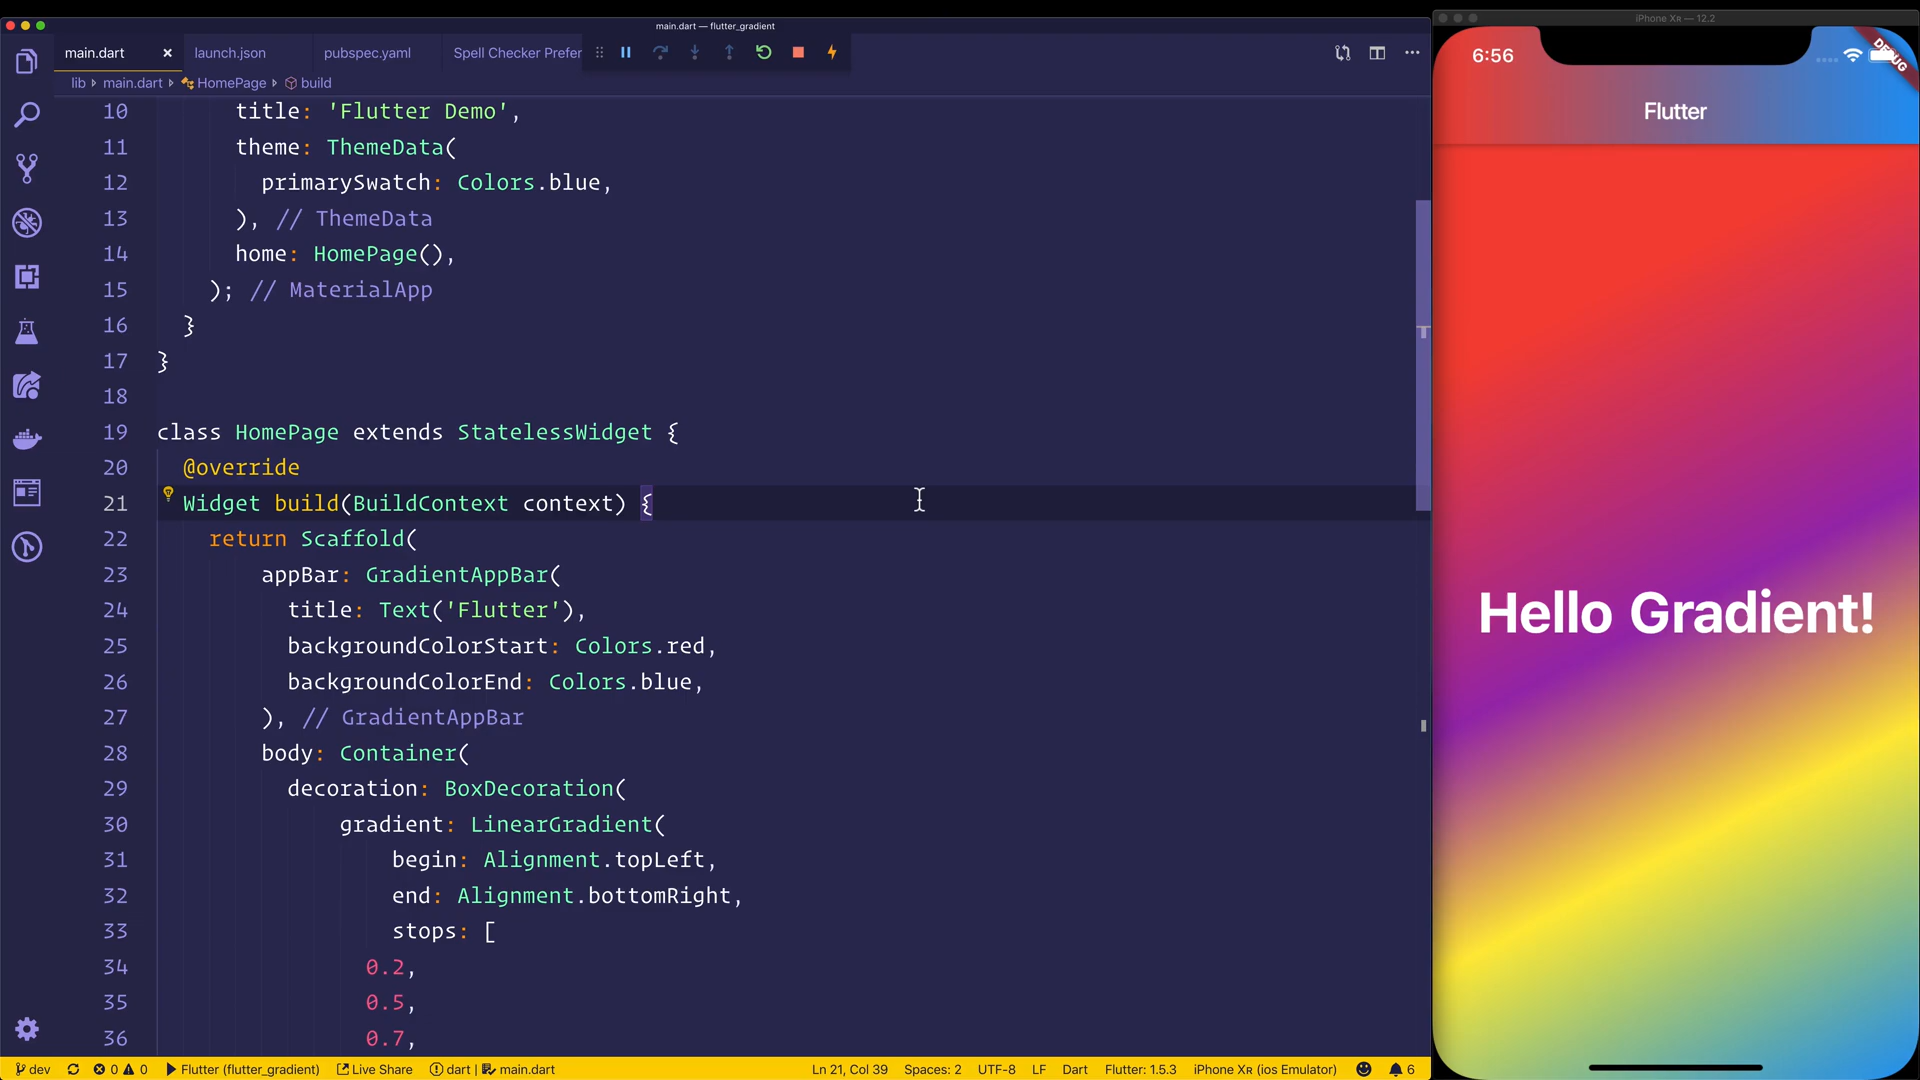 main.dart — flutter_gradient
iPhone XR — 12.2
main.dart
launch.json
pubspec.yaml
Spell Checker Prefer
lib
main.dart
HomePage
build
10 title: 'Flutter Demo',
11 theme: ThemeData(
12 primarySwatch: Colors.blue,
13 ), // ThemeData
14 home: HomePage(),
15 ); // MaterialApp
16 }
17 }
18
19 class HomePage extends StatelessWidget {
20 @override
21 Widget build(BuildContext context) {
22 return Scaffold(
23 appBar: GradientAppBar(
24 title: Text('Flutter'),
25 backgroundColorStart: Colors.red,
26 backgroundColorEnd: Colors.blue,
27 ), // GradientAppBar
28 body: Container(
29 decoration: BoxDecoration(
30 gradient: LinearGradient(
31 begin: Alignment.topLeft,
32 end: Alignment.bottomRight,
33 stops: [
34 0.2,
35 0.5,
36 0.7,
dev
0
0
Flutter (flutter_gradient)
Live Share
dart |
main.dart
Ln 21, Col 39
Spaces: 2
UTF-8
LF
Dart
Flutter: 1.5.3
iPhone XR (ios Emulator)
6
6:56
DEBUG
Flutter
Hello Gradient!